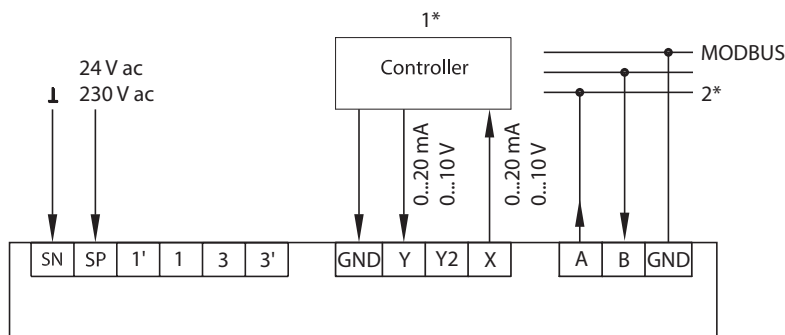 1*
MODBUS
24 V ac
Controller
230 V ac
2*
0...20 mA
0...10 V
0...20 mA
0...10 V
SN SP 1' 1 3 3' GND Y Y2 X A B GND